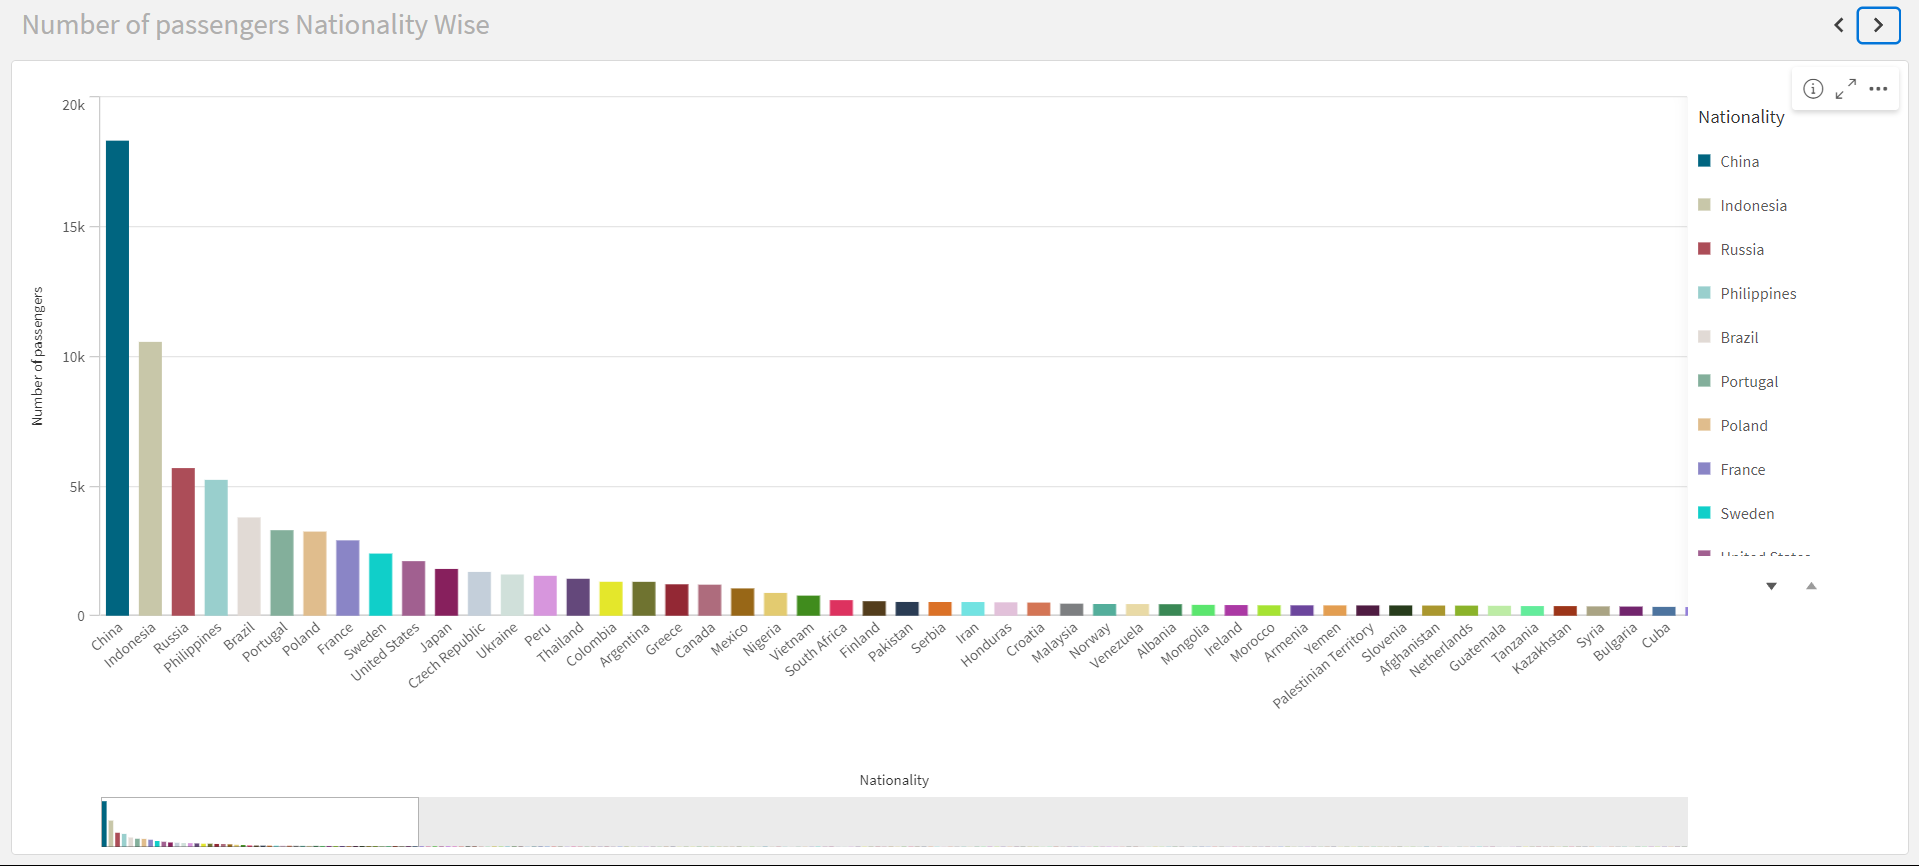 Number of passengers Nationality Wise
20k
15k
10k
5k
0
Number of passengers
China
Indonesia
Russia
Philippines
Brazil
Portugal
Poland
France
Sweden
United States
Japan
Czech Republic
Ukraine
Peru
Thailand
Colombia
Argentina
Greece
Canada
Mexico
Nigeria
Vietnam
South Africa
Finland
Pakistan
Serbia
Iran
Honduras
Croatia
Malaysia
Norway
Venezuela
Albania
Mongolia
Ireland
Morocco
Armenia
Yemen
Palestinian Territory
Slovenia
Afghanistan
Netherlands
Guatemala
Tanzania
Kazakhstan
Syria
Bulgaria
Cuba
Nationality
Nationality
China
Indonesia
Russia
Philippines
Brazil
Portugal
Poland
France
Sweden
United States